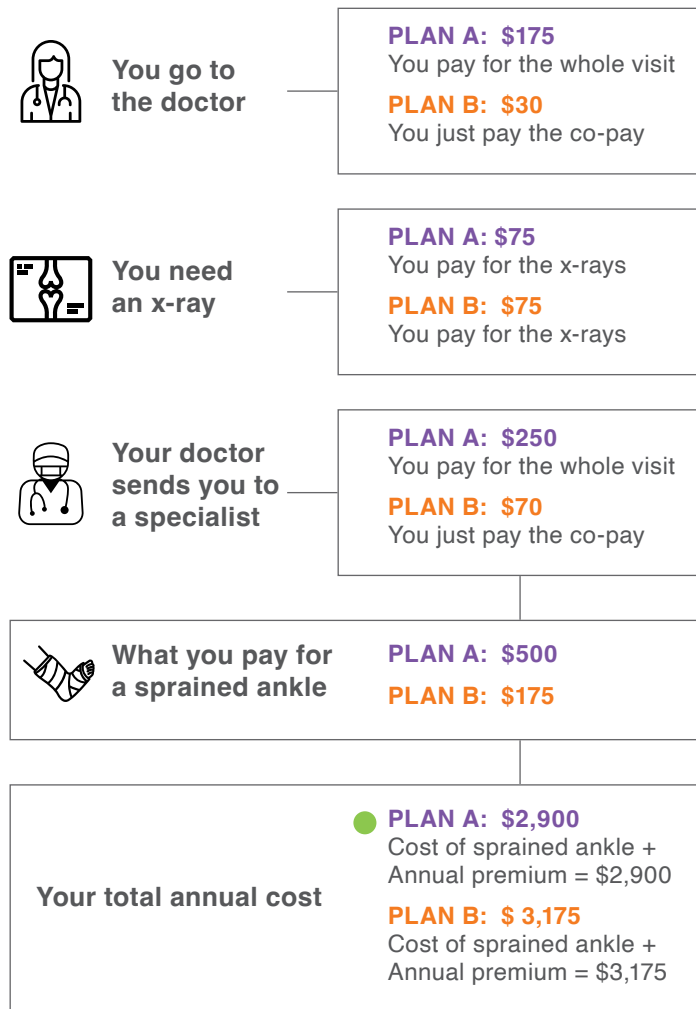 You go to
the doctor
PLAN A: $175
You pay for the whole visit
PLAN B: $30
You just pay the co-pay
You need
an x-ray
PLAN A: $75
You pay for the x-rays
PLAN B: $75
You pay for the x-rays
Your doctor
sends you to
a specialist
PLAN A: $250
You pay for the whole visit
PLAN B: $70
You just pay the co-pay
What you pay for
a sprained ankle
PLAN A: $500
PLAN B: $175
Your total annual cost
PLAN A: $2,900
Cost of sprained ankle +
Annual premium = $2,900
PLAN B: $ 3,175
Cost of sprained ankle +
Annual premium = $3,175